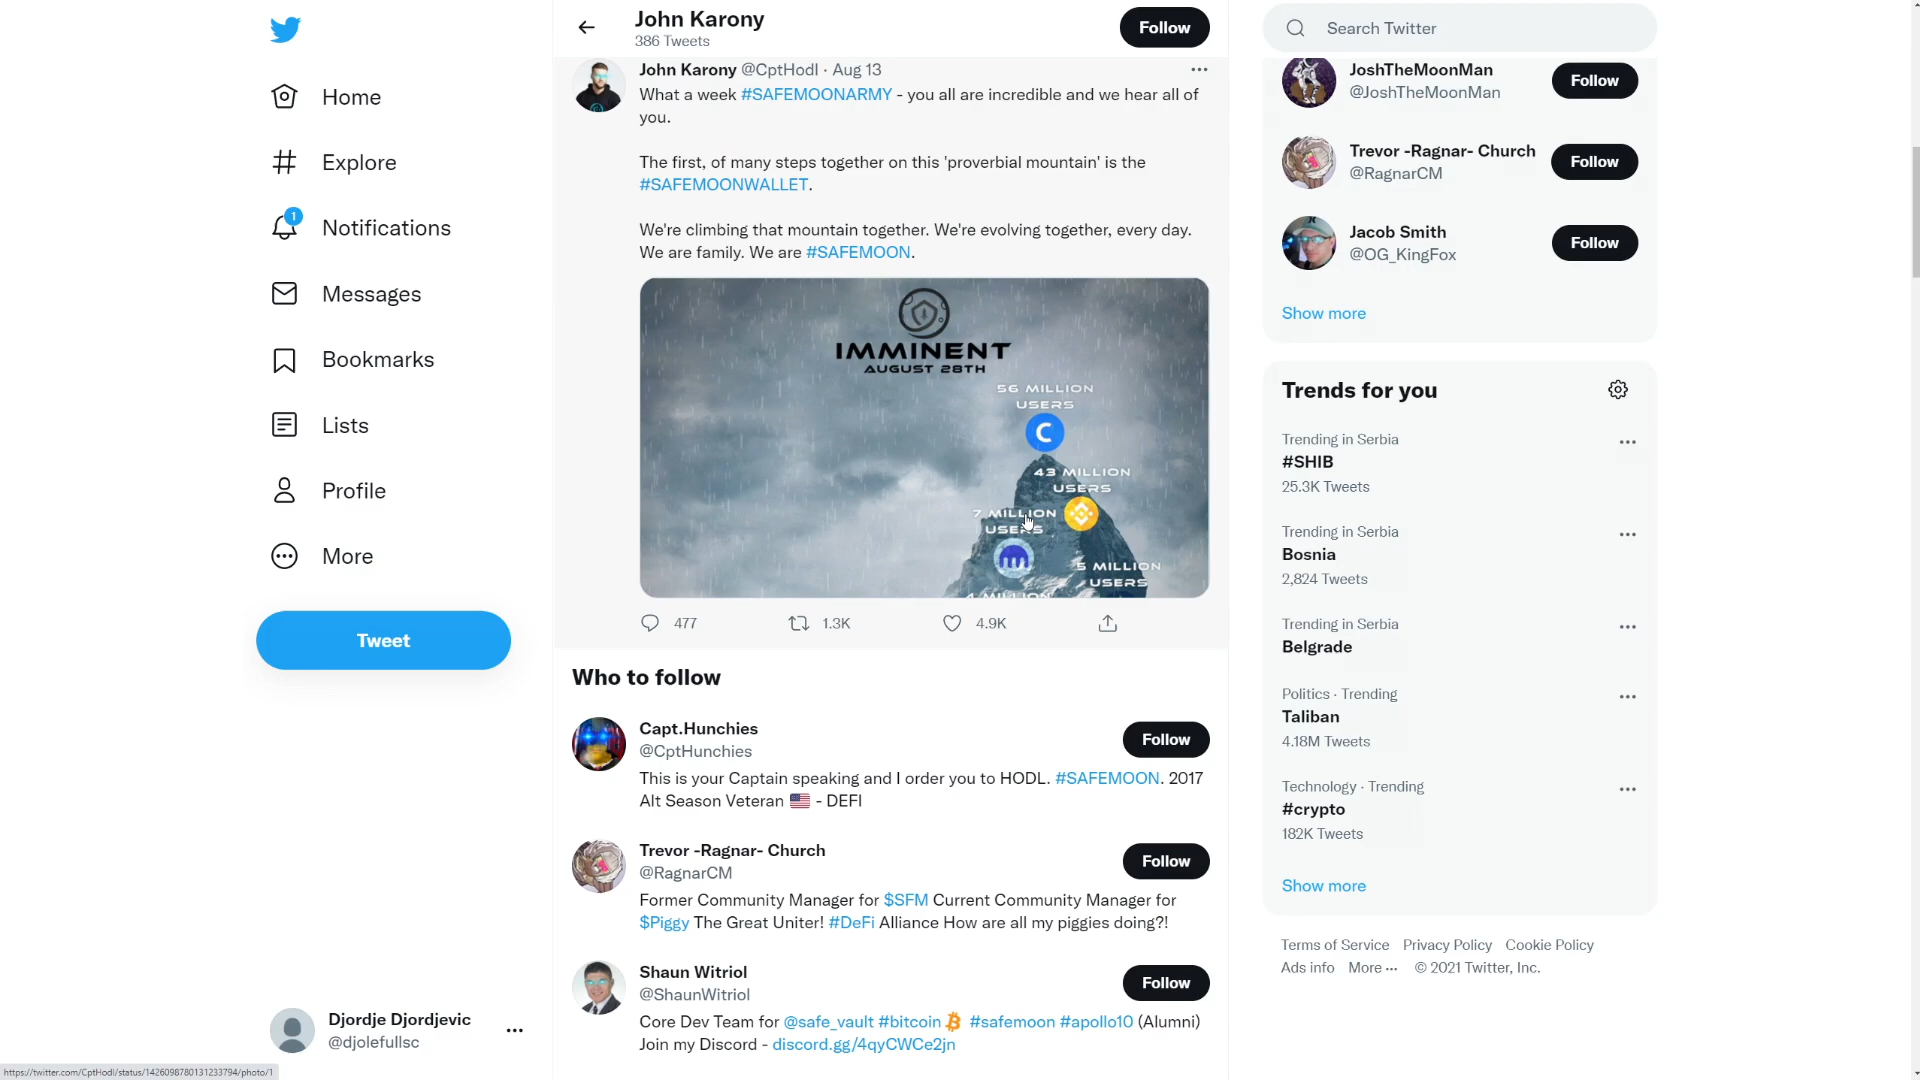 Home
Explore
1
Notifications
Messages
Bookmarks
Lists
Profile
More
Tweet
Djordje Djordjevic
@djolefullsc
https://twitter.com/CptHodl/status/1426098780131233794/photo/1
John Karony
386 Tweets
Follow
John Karony @CptHodl · Aug 13
What a week #SAFEMOONARMY - you all are incredible and we hear all of
you.
The first, of many steps together on this 'proverbial mountain' is the
#SAFEMOONWALLET.
We're climbing that mountain together. We're evolving together, every day.
We are family. We are #SAFEMOON.
IMMINENT
AUGUST 28TH
56 MILLION
USERS
43 MILLION
USERS
7 MILLION
USERS
5 MILLION
USERS
4 MILLION
477
1.3K
4.9K
Who to follow
Capt.Hunchies
@CptHunchies
Follow
This is your Captain speaking and I order you to HODL. #SAFEMOON. 2017
Alt Season Veteran 🇺🇸 - DEFI
Trevor -Ragnar- Church
@RagnarCM
Follow
Former Community Manager for $SFM Current Community Manager for
$Piggy The Great Uniter! #DeFi Alliance How are all my piggies doing?!
Shaun Witriol
@ShaunWitriol
Follow
Core Dev Team for @safe_vault #bitcoin #safemoon #apollo10 (Alumni)
Join my Discord - discord.gg/4qyCWCe2jn
Search Twitter
JoshTheMoonMan
@JoshTheMoonMan
Follow
Trevor -Ragnar- Church
@RagnarCM
Follow
Jacob Smith
@OG_KingFox
Follow
Show more
Trends for you
Trending in Serbia
#SHIB
25.3K Tweets
Trending in Serbia
Bosnia
2,824 Tweets
Trending in Serbia
Belgrade
Politics · Trending
Taliban
4.18M Tweets
Technology · Trending
#crypto
182K Tweets
Show more
Terms of Service Privacy Policy Cookie Policy
Ads info More ··· © 2021 Twitter, Inc.